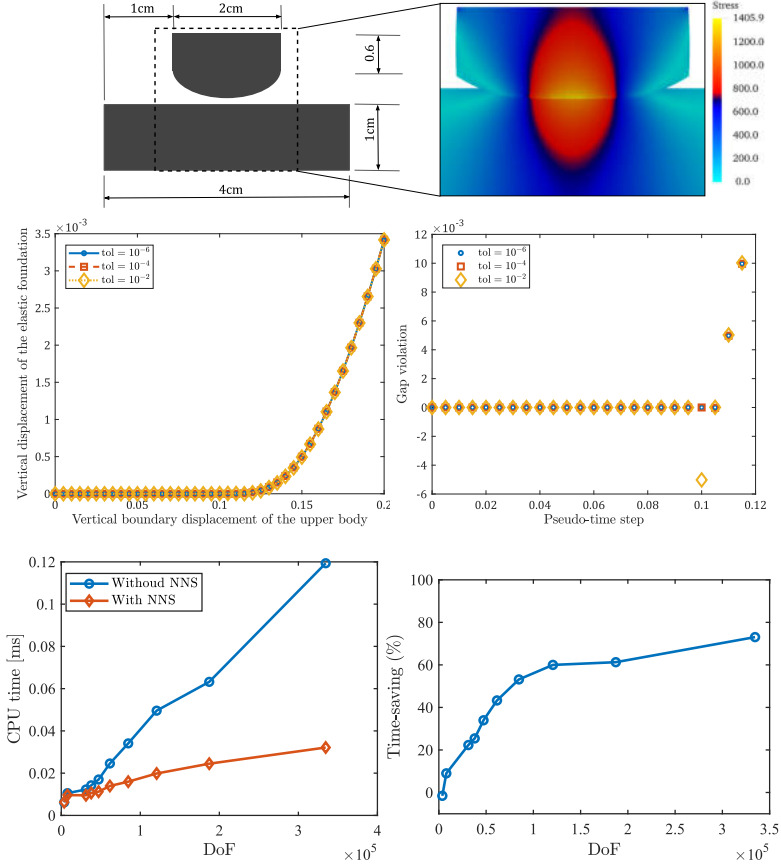 1cm
2cm
0.6
1cm
4cm
Stress
1405.9
1200.0
1000.0
800.0
600.0
400.0
200.0
0.0
×10⁻³
3.5
3
2.5
2
1.5
1
0.5
0
tol = 10⁻⁶
tol = 10⁻⁴
tol = 10⁻²
Vertical displacement of the elastic foundation
0 0.05 0.1 0.15 0.2
Vertical boundary displacement of the upper body
×10⁻³
12
10
8
6
4
2
0
-2
-4
-6
tol = 10⁻⁶
tol = 10⁻⁴
tol = 10⁻²
Gap violation
0 0.02 0.04 0.06 0.08 0.1 0.12
Pseudo-time step
0.12
0.1
0.08
0.06
0.04
0.02
0
Withoud NNS
With NNS
CPU time [ms]
0 1 2 3 4
DoF
×10⁵
100
80
60
40
20
0
Time-saving (%)
0 0.5 1 1.5 2 2.5 3 3.5
DoF
×10⁵